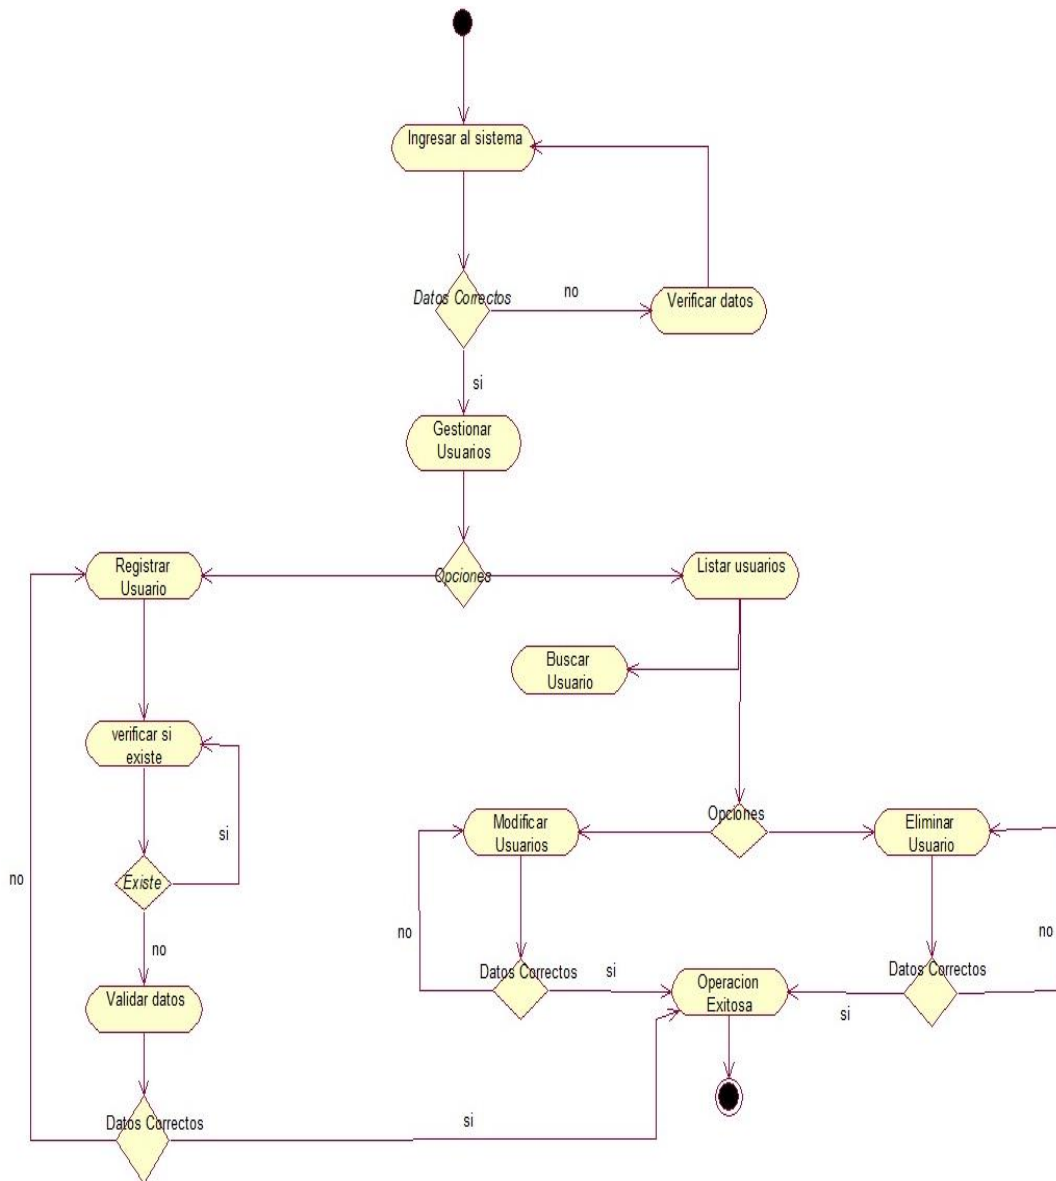 Ingresar al sistema
Datos Correctos
no
Verificar datos
si
Gestionar
Usuarios
Registrar
Usuario
Opciones
Listar usuarios
Buscar
Usuario
verificar si
existe
si
Existe
no
no
Validar datos
Datos Correctos
si
Opciones
Modificar
Usuarios
Eliminar
Usuario
no
Datos Correctos
si
Operacion
Exitosa
Datos Correctos
si
no